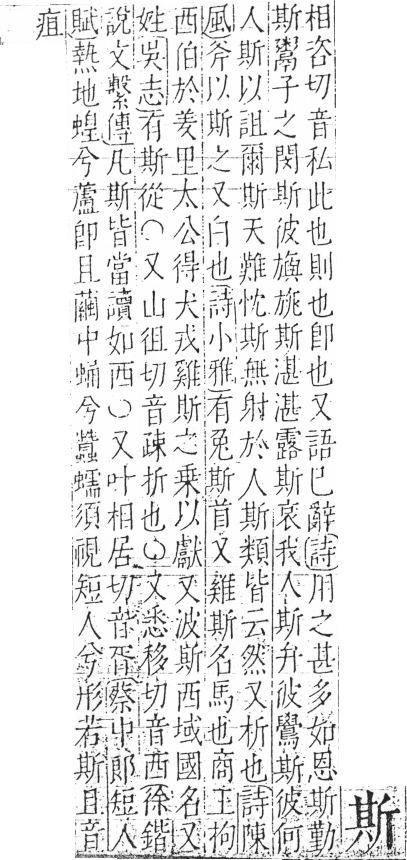 斯
相咨切音私此也則也即也又語巳辭詩用之甚多如恩斯勤
斯鬻子之閔斯彼旟旐斯湛湛露斯哀我人斯弁彼鸒斯彼何
人斯以詛爾斯天難忱斯無射於人斯類皆云然又析也詩陳
風斧以斯之又白也詩小雅有兎斯首又雞斯名馬也商王拘
西伯於羑里太公得犬戎雞斯之乗以獻又波斯西域國名又
姓吳志有斯從○又山徂切音疎折也○又悉移切音西徐鍇
說文繫傳凡斯皆當讀如西○又叶相居切音胥蔡中郎短人
賦熱地蝗兮蘆即且繭中蛹兮蠶蠕須視短人兮形若斯且音
疽